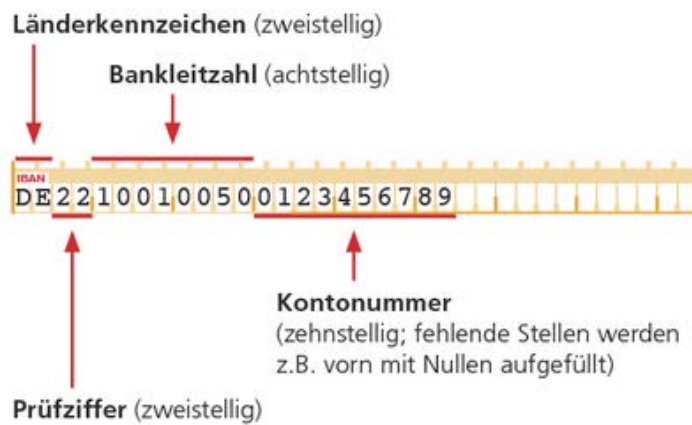 Länderkennzeichen (zweistellig)
Bankleitzahl (achtstellig)
IBAN
DE22100100500123456789
Kontonummer
(zehnstellig; fehlende Stellen werden
z.B. vorn mit Nullen aufgefüllt)
Prüfziffer (zweistellig)